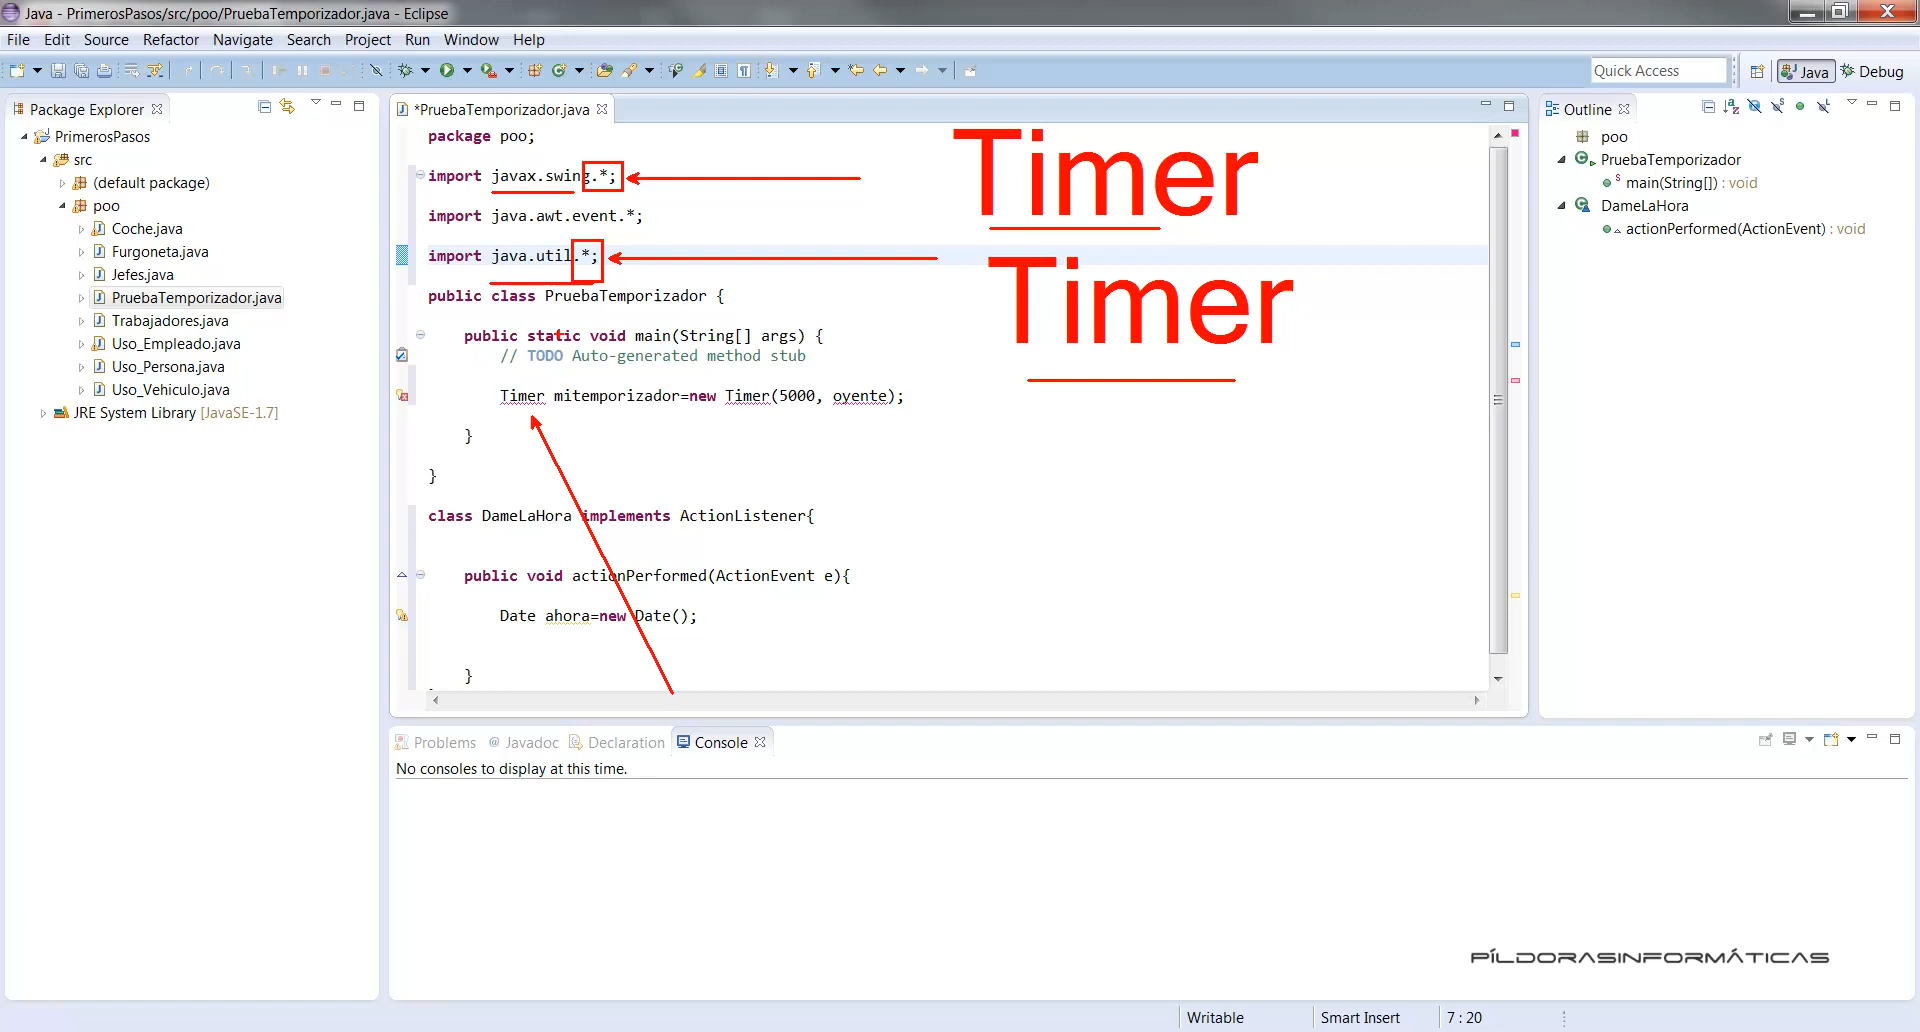 Java - PrimerosPasos/src/poo/PruebaTemporizador.java - Eclipse
File Edit Source Refactor Navigate Search Project Run Window Help
Quick Access
Java
Debug
Package Explorer
PrimerosPasos
src
(default package)
poo
Coche.java
Furgoneta.java
Jefes.java
PruebaTemporizador.java
Trabajadores.java
Uso_Empleado.java
Uso_Persona.java
Uso_Vehiculo.java
JRE System Library [JavaSE-1.7]
*PruebaTemporizador.java
package poo;
import javax.swing.*;
Timer
import java.awt.event.*;
import java.util.*;
Timer
public class PruebaTemporizador {
public static void main(String[] args) {
// TODO Auto-generated method stub
Timer mitemporizador=new Timer(5000, oyente);
}
}
class DameLaHora implements ActionListener{
public void actionPerformed(ActionEvent e){
Date ahora=new Date();
}
Outline
poo
PruebaTemporizador
main(String[]) : void
DameLaHora
actionPerformed(ActionEvent) : void
Problems @ Javadoc Declaration Console
No consoles to display at this time.
PÍLDORASINFORMÁTICAS
Writable Smart Insert 7 : 20